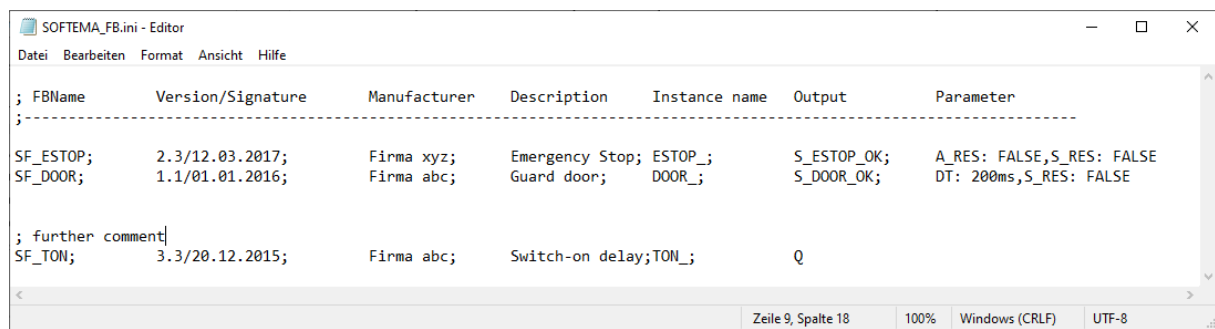 SOFTEMA_FB.ini - Editor
Datei Bearbeiten Format Ansicht Hilfe
; FBName Version/Signature Manufacturer Description Instance name Output Parameter
;-----------------------------------------------------------------------------------------------------------------------
SF_ESTOP; 2.3/12.03.2017; Firma xyz; Emergency Stop; ESTOP_; S_ESTOP_OK; A_RES: FALSE,S_RES: FALSE
SF_DOOR; 1.1/01.01.2016; Firma abc; Guard door; DOOR_; S_DOOR_OK; DT: 200ms,S_RES: FALSE
; further comment
SF_TON; 3.3/20.12.2015; Firma abc; Switch-on delay;TON_; Q
Zeile 9, Spalte 18 100% Windows (CRLF) UTF-8